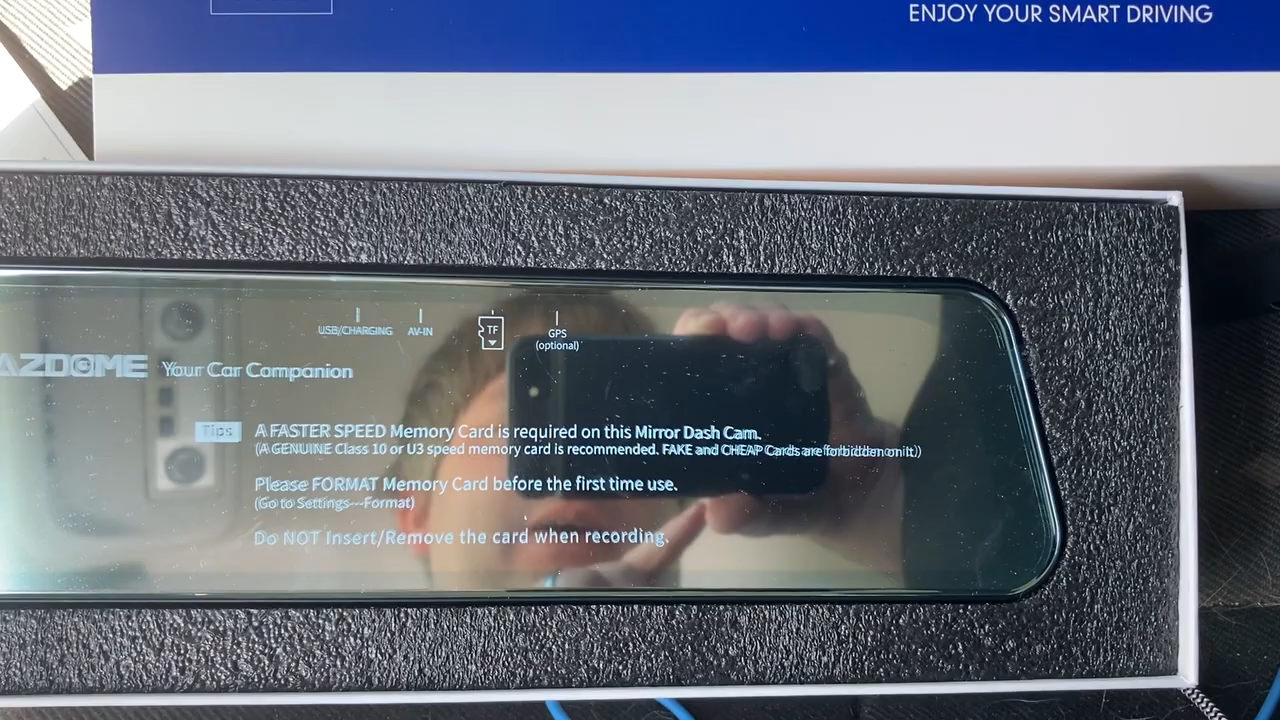 ENJOY YOUR SMART DRIVING
USB/CHARGING
AV-IN
TF
GPS
(optional)
AZDOME
Your Car Companion
Tips
A FASTER SPEED Memory Card is required on this Mirror Dash Cam.
(A GENUINE Class 10 or U3 speed memory card is recommended. FAKE and CHEAP Cards are forbidden on it.)
Please FORMAT Memory Card before the first time use.
(Go to Settings---Format)
Do NOT Insert/Remove the card when recording.